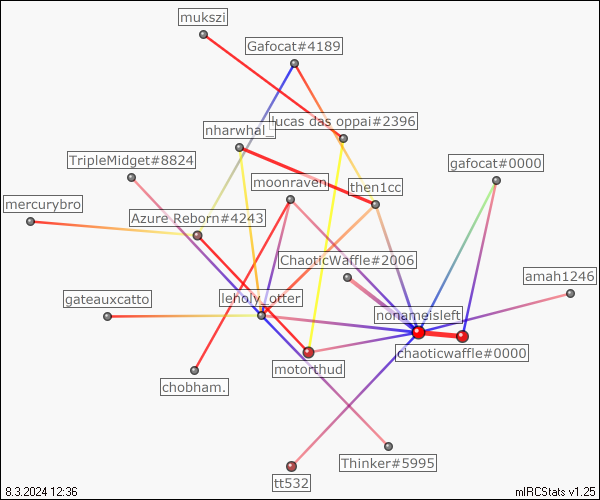 mukszi
Gafocat#4189
lucas das oppai#2396
nharwhal_
TripleMidget#8824
gafocat#0000
moonraven
then1cc
mercurybro
Azure Reborn#4243
ChaoticWaffle#2006
amah1246
gateauxcatto
leholy_otter
nonameisleft
chaoticwaffle#0000
motorthud
chobham.
Thinker#5995
tt532
8.3.2024 12:36
mIRCStats v1.25